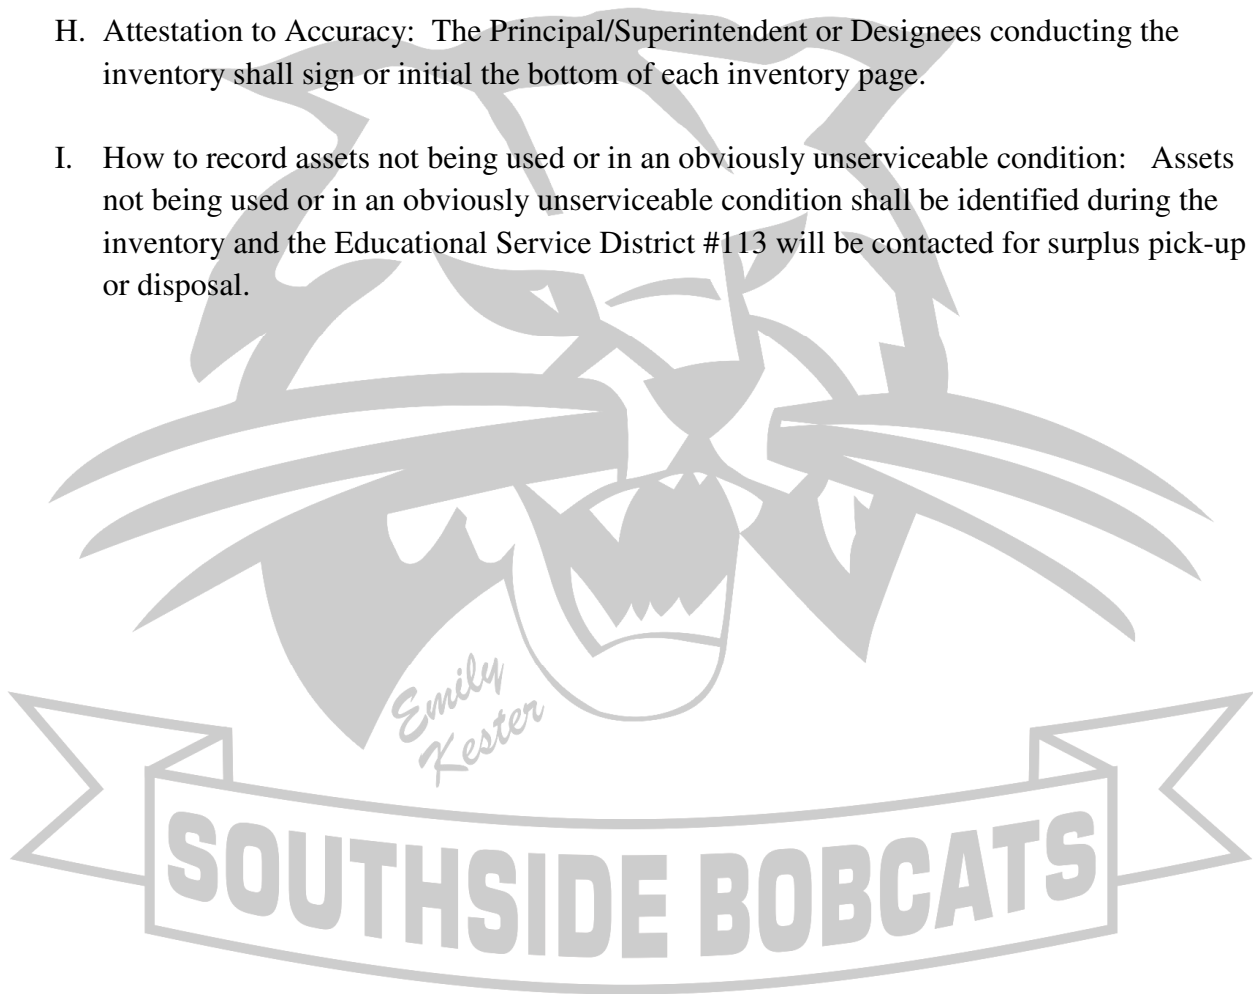 H. Attestation to Accuracy: The Principal/Superintendent or Designees conducting the
inventory shall sign or initial the bottom of each inventory page.
I. How to record assets not being used or in an obviously unserviceable condition: Assets
not being used or in an obviously unserviceable condition shall be identified during the
inventory and the Educational Service District #113 will be contacted for surplus pick-up
or disposal.
Emily
Kester
SOUTHSIDE BOBCATS